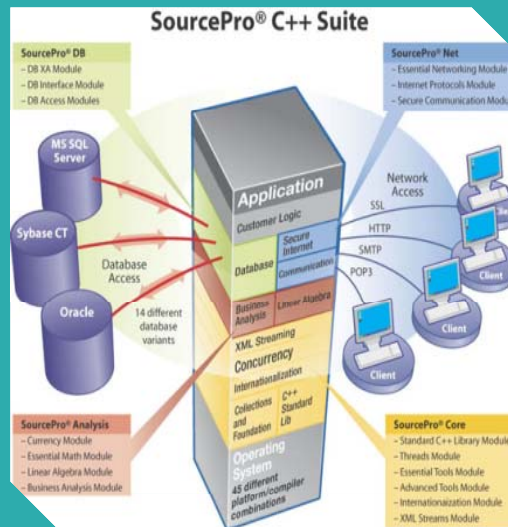 SourcePro® C++ Suite
SourcePro® DB
– DB XA Module
– DB Interface Module
– DB Access Modules
SourcePro® Net
– Essential Networking Module
– Internet Protocols Module
– Secure Communication Modu
MS SQL
Server
Sybase CT
Oracle
Database
Access
14 different
database
variants
Application
Customer Logic
Database
Secure
Internet
Communication
Business
Analysis
Linear Algebra
XML Streaming
Concurrency
Internationalization
Collections
and
Foundation
C++
Standard
Lib
Operating
System
45 different
platform/compiler
combinations
Network
Access
SSL
HTTP
SMTP
POP3
Client
Client
Client
SourcePro® Analysis
– Currency Module
– Essential Math Module
– Linear Algebra Module
– Business Analysis Module
SourcePro® Core
– Standard C++ Library Module
– Threads Module
– Essential Tools Module
– Advanced Tools Module
– Internationaization Module
– XML Streams Module